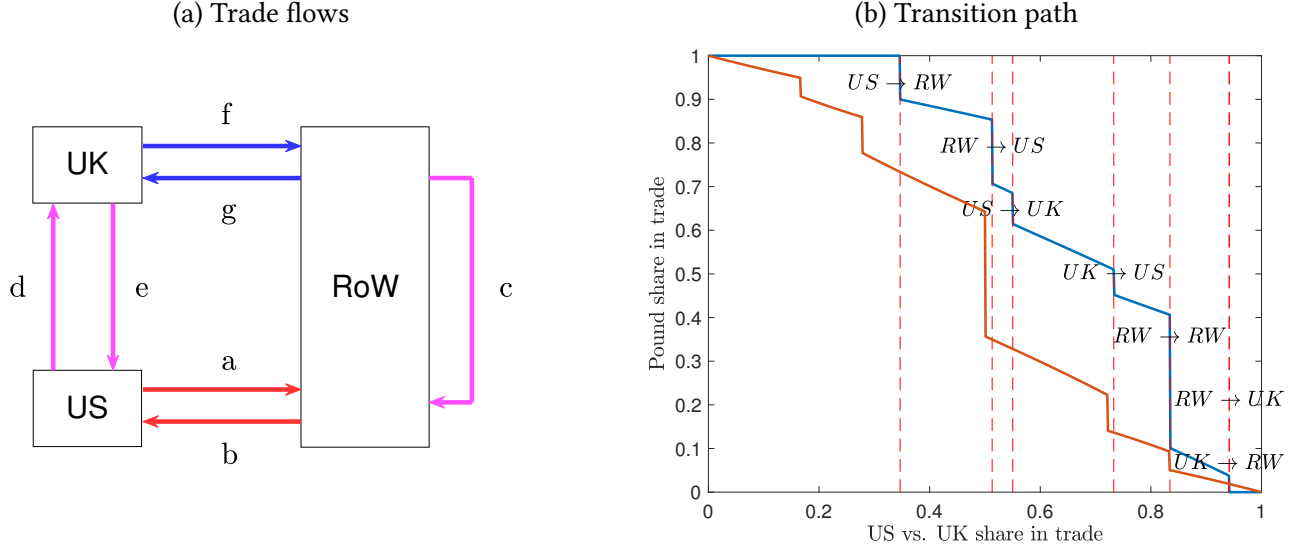 (a) Trade flows
f
UK
g
d
e
RoW
c
a
US
b
(b) Transition path
Pound share in trade
1
0.9
0.8
0.7
0.6
0.5
0.4
0.3
0.2
0.1
0
US → RW
RW → US
US → UK
UK → US
RW → RW
RW → UK
UK → RW
0 0.2 0.4 0.6 0.8 1
US vs. UK share in trade